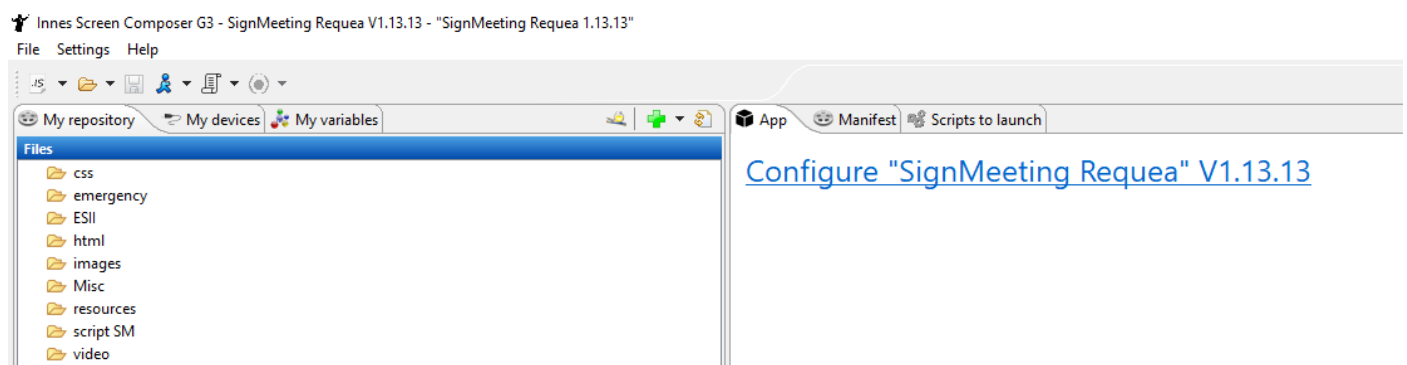 Innes Screen Composer G3 - SignMeeting Requea V1.13.13 - "SignMeeting Requea 1.13.13"
File Settings Help
JS
My repository My devices My variables
App Manifest Scripts to launch
Files
css
emergency
ESII
html
images
Misc
resources
script SM
video
Configure "SignMeeting Requea" V1.13.13